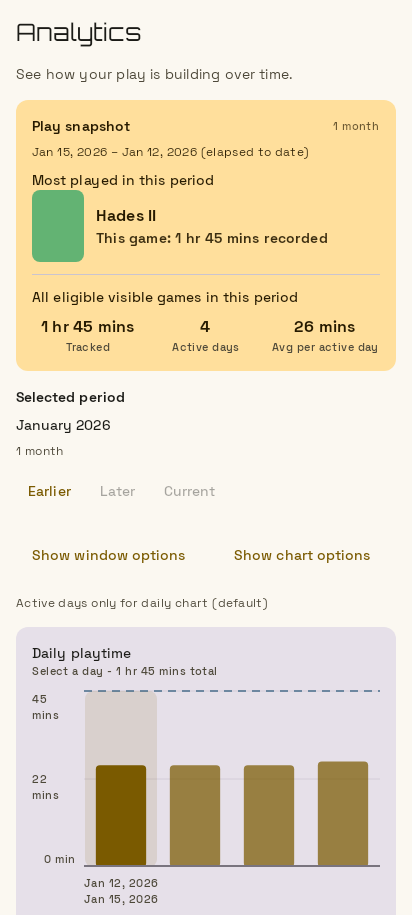 Analytics
See how your play is building over time.
Play snapshot
1 month
Jan 15, 2026 – Jan 12, 2026 (elapsed to date)
Most played in this period
Hades II
This game: 1 hr 45 mins recorded
All eligible visible games in this period
1 hr 45 mins
4
26 mins
Tracked
Active days
Avg per active day
Selected period
January 2026
1 month
Earlier
Later
Current
Show window options
Show chart options
Active days only for daily chart (default)
Daily playtime
Select a day - 1 hr 45 mins total
45
mins
22
mins
0 min
Jan 12, 2026
Jan 15, 2026